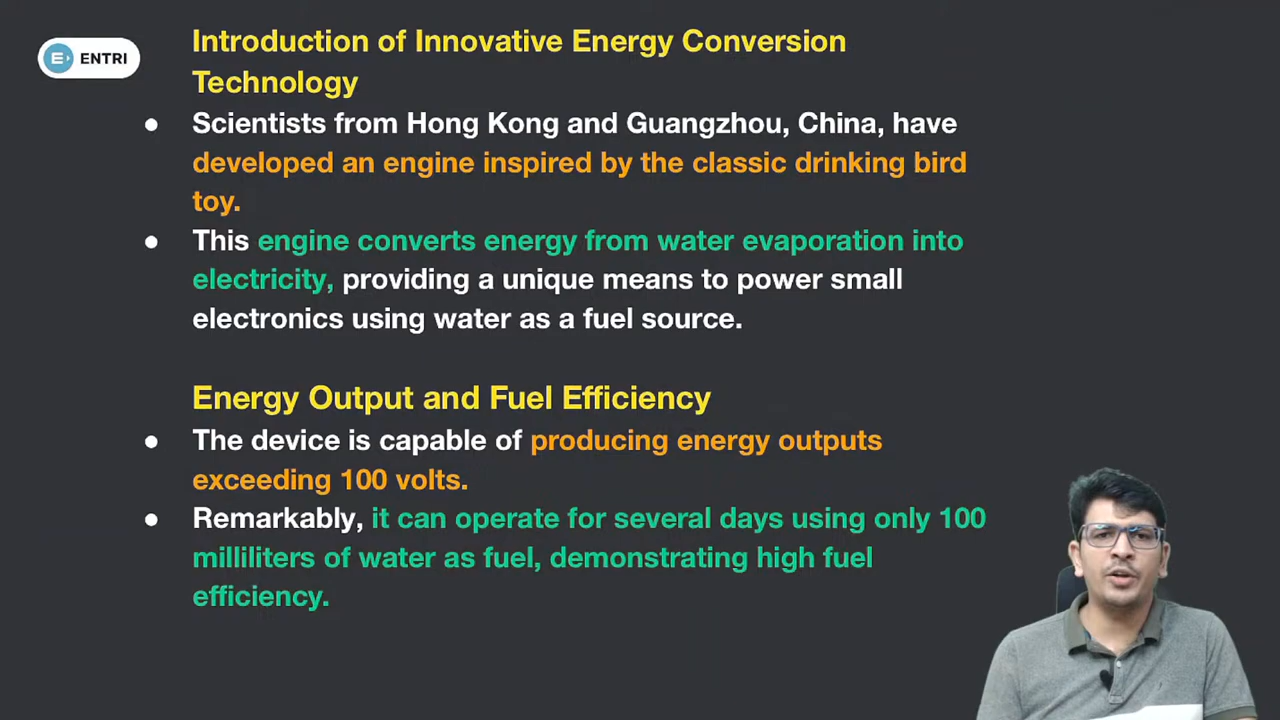 Introduction of Innovative Energy Conversion
ENTRI
Technology
● Scientists from Hong Kong and Guangzhou, China, have
developed an engine inspired by the classic drinking bird
toy.
● This engine converts energy from water evaporation into
electricity, providing a unique means to power small
electronics using water as a fuel source.
Energy Output and Fuel Efficiency
● The device is capable of producing energy outputs
exceeding 100 volts.
● Remarkably, it can operate for several days using only 100
milliliters of water as fuel, demonstrating high fuel
efficiency.